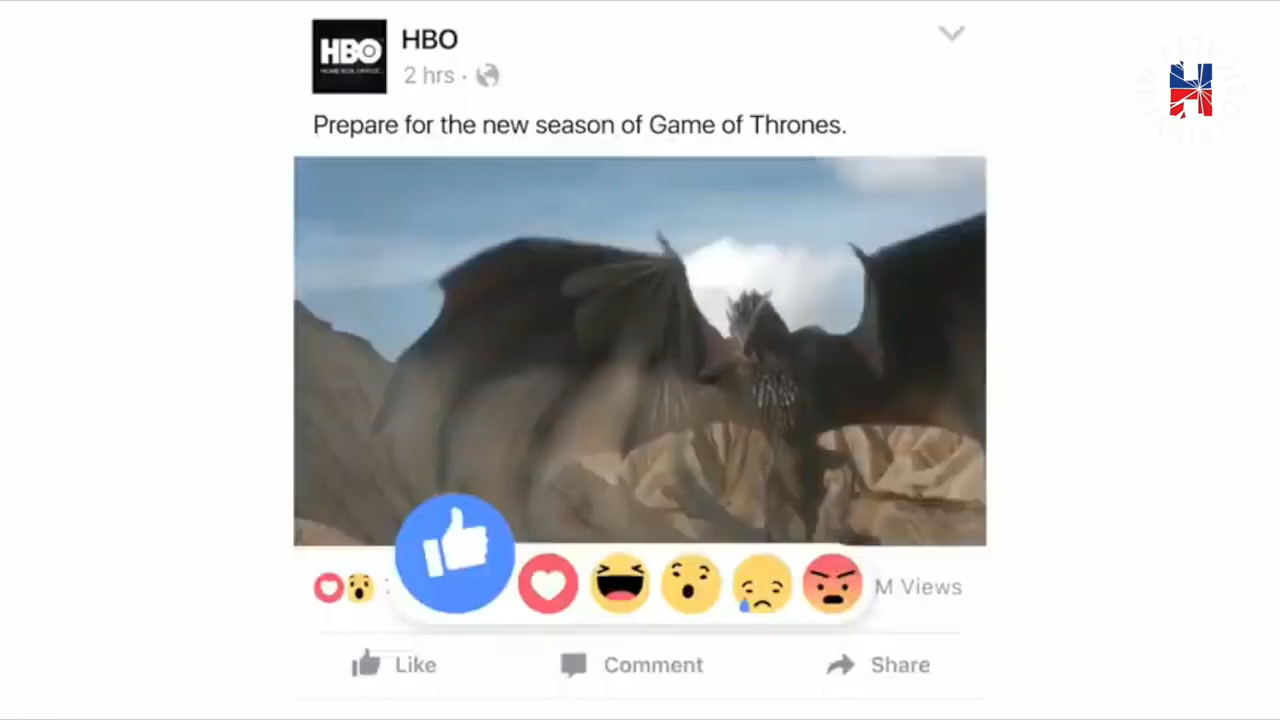 HBO
HBO
2 hrs ·
Prepare for the new season of Game of Thrones.
M Views
Like
Comment
Share
H